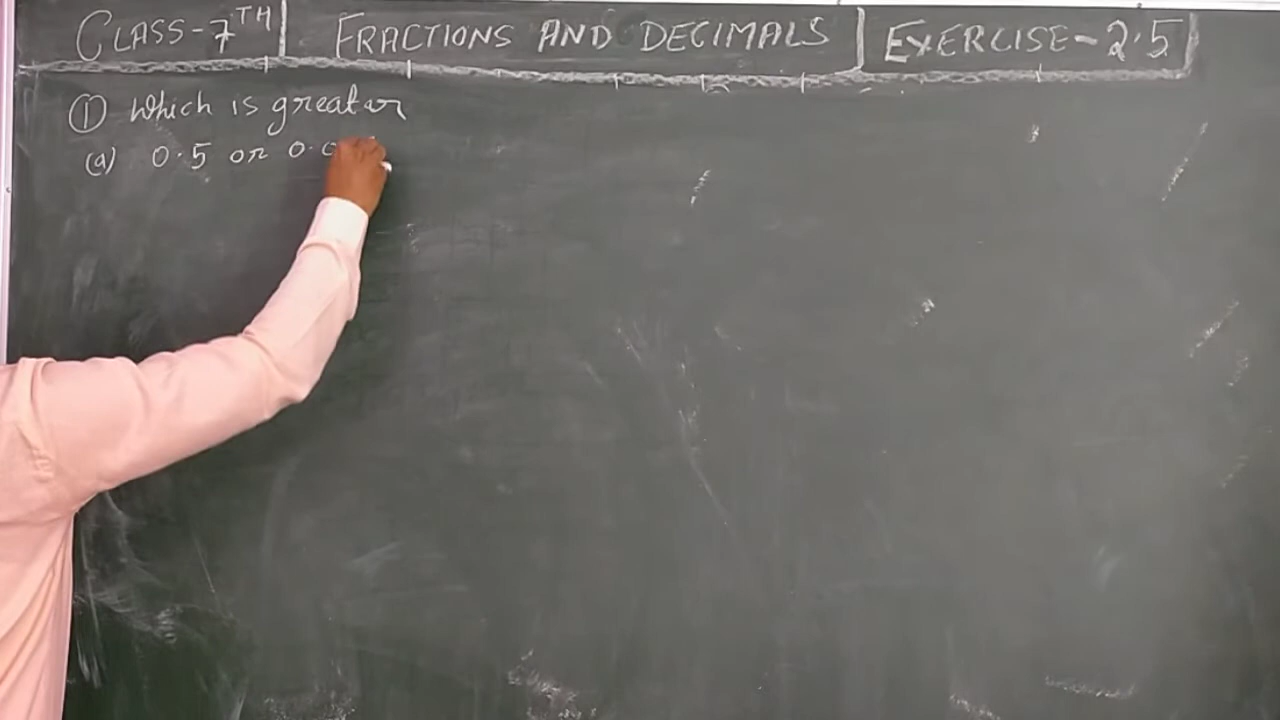 CLASS-7TH FRACTIONS AND DECIMALS EXERCISE-2.5
① Which is greater
(a) 0.5 or 0.0